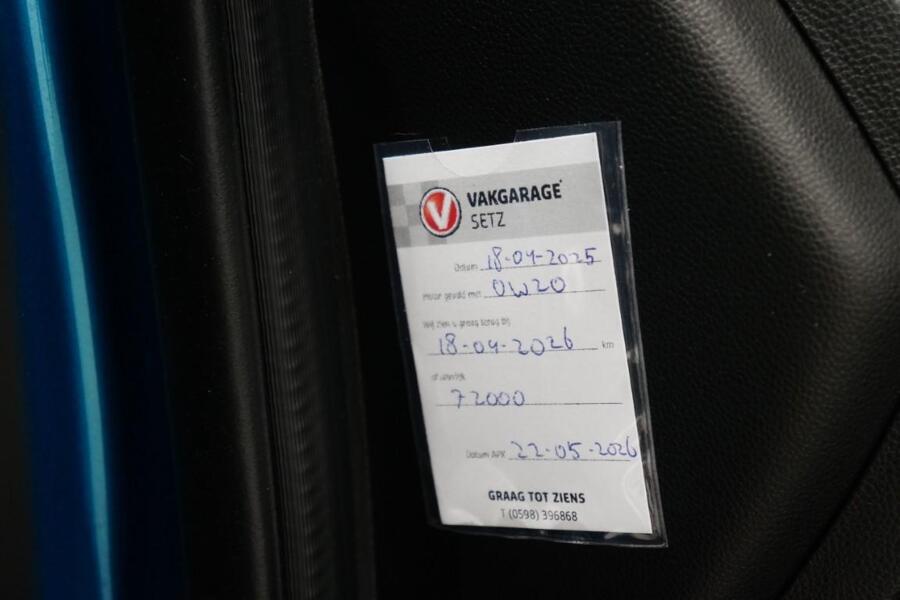 V
VAKGARAGE
SETZ
Datum 18-04-2025
Motor gevuld met 0W20
Wij zien u graag terug bij
18-04-2026 km
of uiterlijk
72000
Datum APK 22-05-2026
GRAAG TOT ZIENS
T (0598) 396868